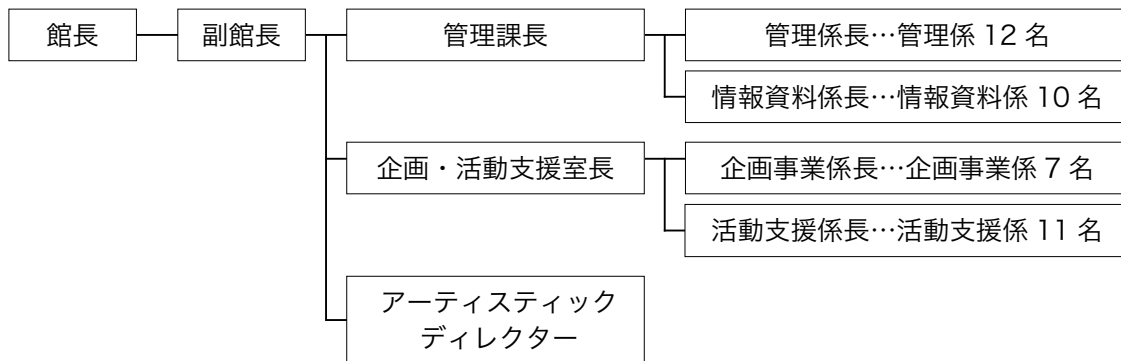 館長
副館長
管理課長
管理係長…管理係 12 名
情報資料係長…情報資料係 10 名
企画・活動支援室長
企画事業係長…企画事業係 7 名
活動支援係長…活動支援係 11 名
アーティスティック
ディレクター